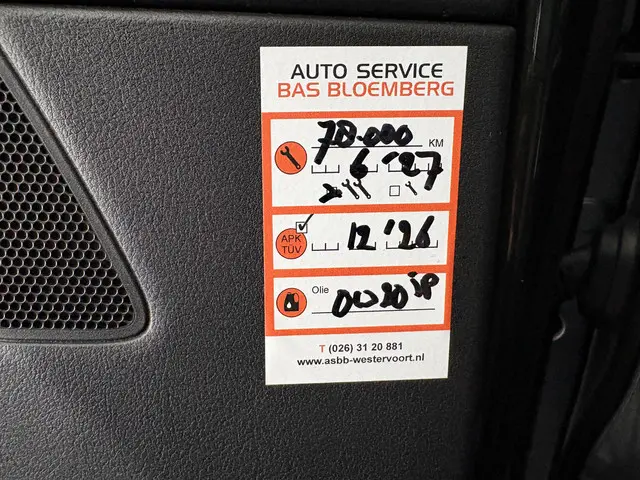 AUTO SERVICE
BAS BLOEMBERG
78.000 KM
6 '27
APK
TÜV
12 '26
Olie
0W20
T (026) 31 20 881
www.asbb-westervoort.nl